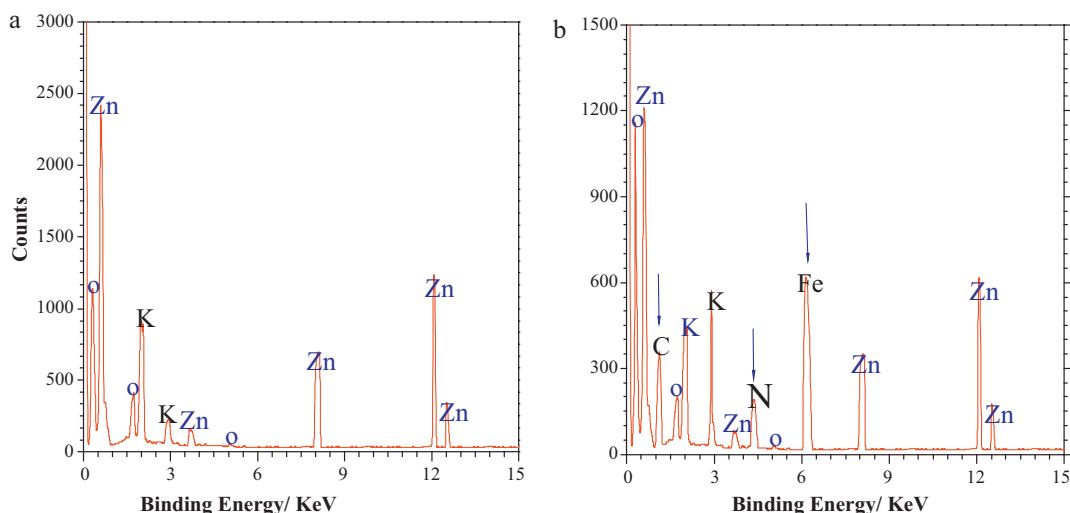 a
3000
2500
2000
1500
1000
500
0
Counts
Zn
o
K
o
K
Zn
o
Zn
Zn
Zn
0 3 6 9 12 15
Binding Energy/ KeV
b
1500
1200
900
600
300
0
Zn
o
C
o
K
K
Zn
N
o
Fe
Zn
Zn
Zn
0 3 6 9 12 15
Binding Energy/ KeV